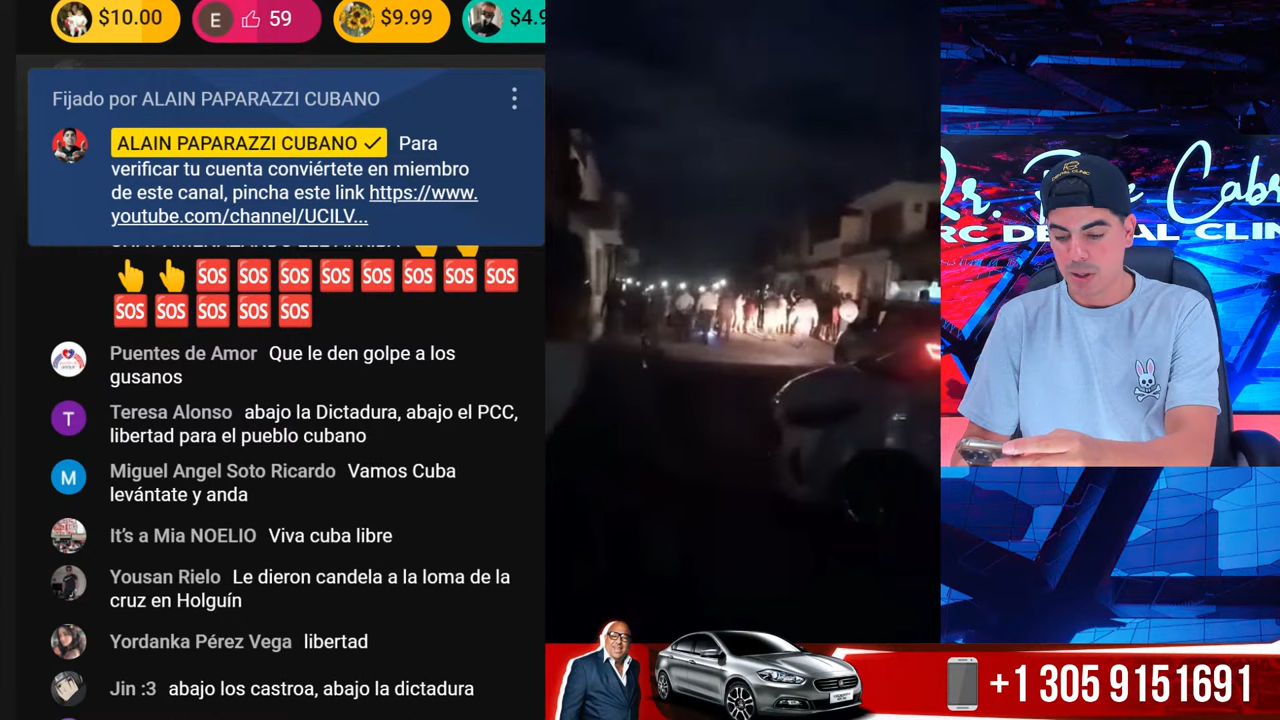 $10.00
E 59
$9.99
Fijado por ALAIN PAPARAZZI CUBANO
ALAIN PAPARAZZI CUBANO Para
verificar tu cuenta conviértete en miembro
de este canal, pincha este link https://www.
youtube.com/channel/UCILV...
SOS SOS SOS SOS SOS SOS SOS SOS
SOS SOS SOS SOS SOS
Puentes de Amor Que le den golpe a los
gusanos
T Teresa Alonso abajo la Dictadura, abajo el PCC,
libertad para el pueblo cubano
M Miguel Angel Soto Ricardo Vamos Cuba
levántate y anda
It's a Mia NOELIO Viva cuba libre
Yousan Rielo Le dieron candela a la loma de la
cruz en Holguín
Yordanka Pérez Vega libertad
Jin :3 abajo los castroa, abajo la dictadura
DENTAL CLINIC
+1 305 9151691